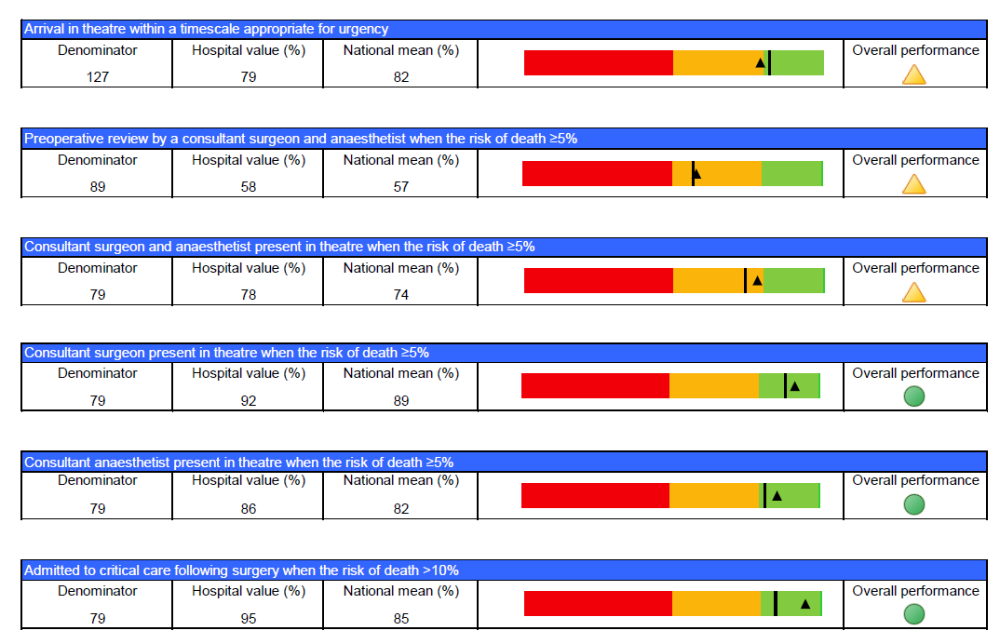 Arrival in theatre within a timescale appropriate for urgency
Denominator Hospital value (%) National mean (%) Overall performance
127 79 82
Preoperative review by a consultant surgeon and anaesthetist when the risk of death ≥5%
Denominator Hospital value (%) National mean (%) Overall performance
89 58 57
Consultant surgeon and anaesthetist present in theatre when the risk of death ≥5%
Denominator Hospital value (%) National mean (%) Overall performance
79 78 74
Consultant surgeon present in theatre when the risk of death ≥5%
Denominator Hospital value (%) National mean (%) Overall performance
79 92 89
Consultant anaesthetist present in theatre when the risk of death ≥5%
Denominator Hospital value (%) National mean (%) Overall performance
79 86 82
Admitted to critical care following surgery when the risk of death >10%
Denominator Hospital value (%) National mean (%) Overall performance
79 95 85